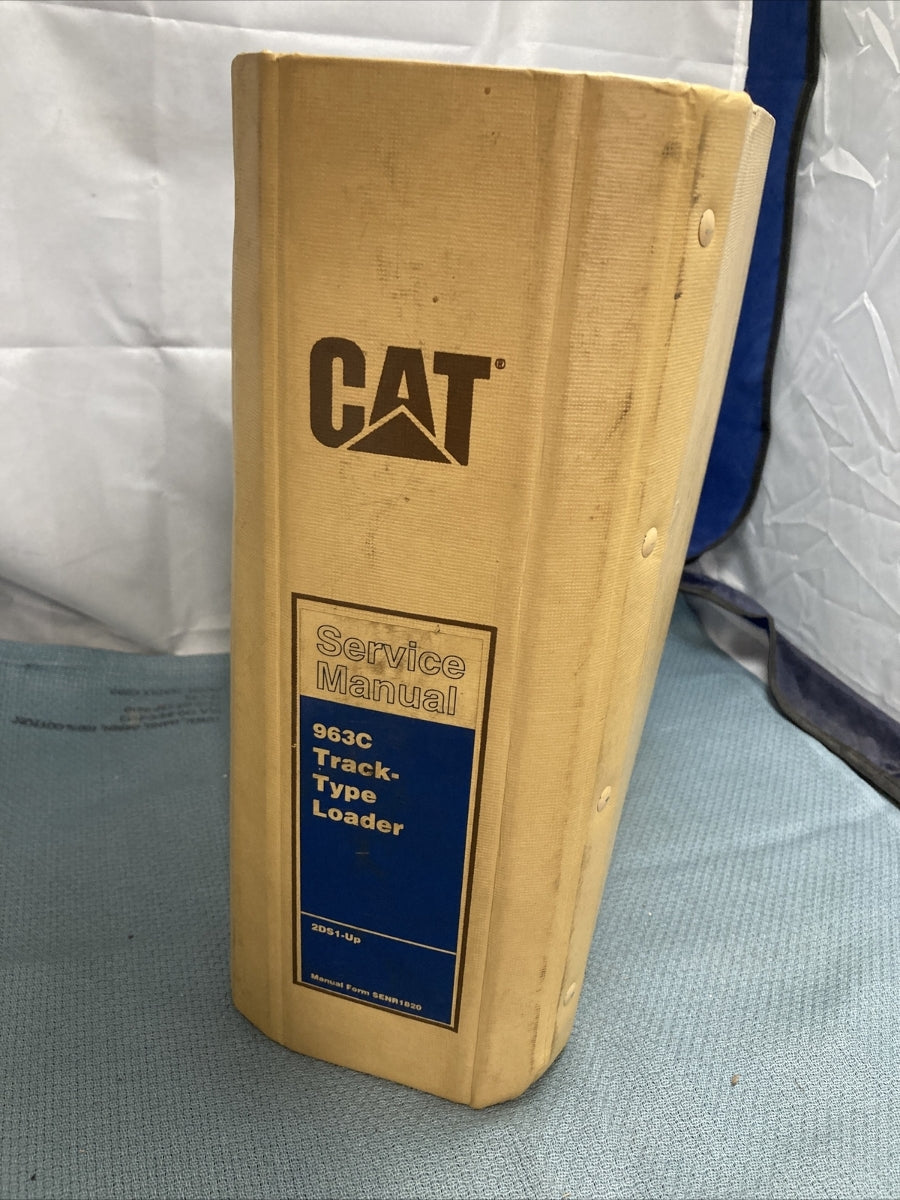 CAT®
Service
Manual
963C
Track-
Type
Loader
2DS1-Up
Manual Form SENR1820